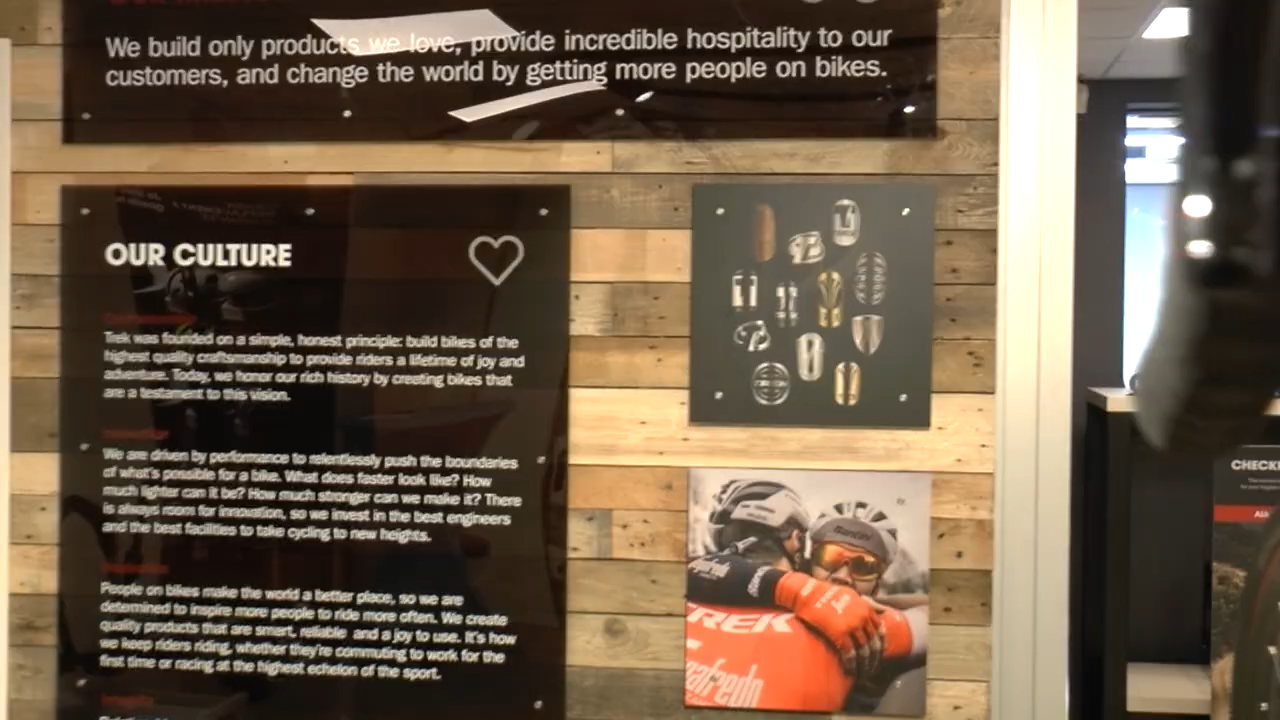 We build only products we love, provide incredible hospitality to our
customers, and change the world by getting more people on bikes.
OUR CULTURE
Trek was founded on a simple, honest principle: build bikes of the
highest quality craftsmanship to provide riders a lifetime of joy and
adventure. Today, we honor our rich history by creating bikes that
are a testament to this vision.
We are driven by performance to relentlessly push the boundaries
of what's possible for a bike. What does faster look like? How
much lighter can it be? How much stronger can we make it? There
is always room for innovation, so we invest in the best engineers
and the best facilities to take cycling to new heights.
People on bikes make the world a better place, so we are
determined to inspire more people to ride more often. We create
quality products that are smart, reliable and a joy to use. It's how
we keep riders riding, whether they're commuting to work for the
first time or racing at the highest echelon of the sport.
TREK